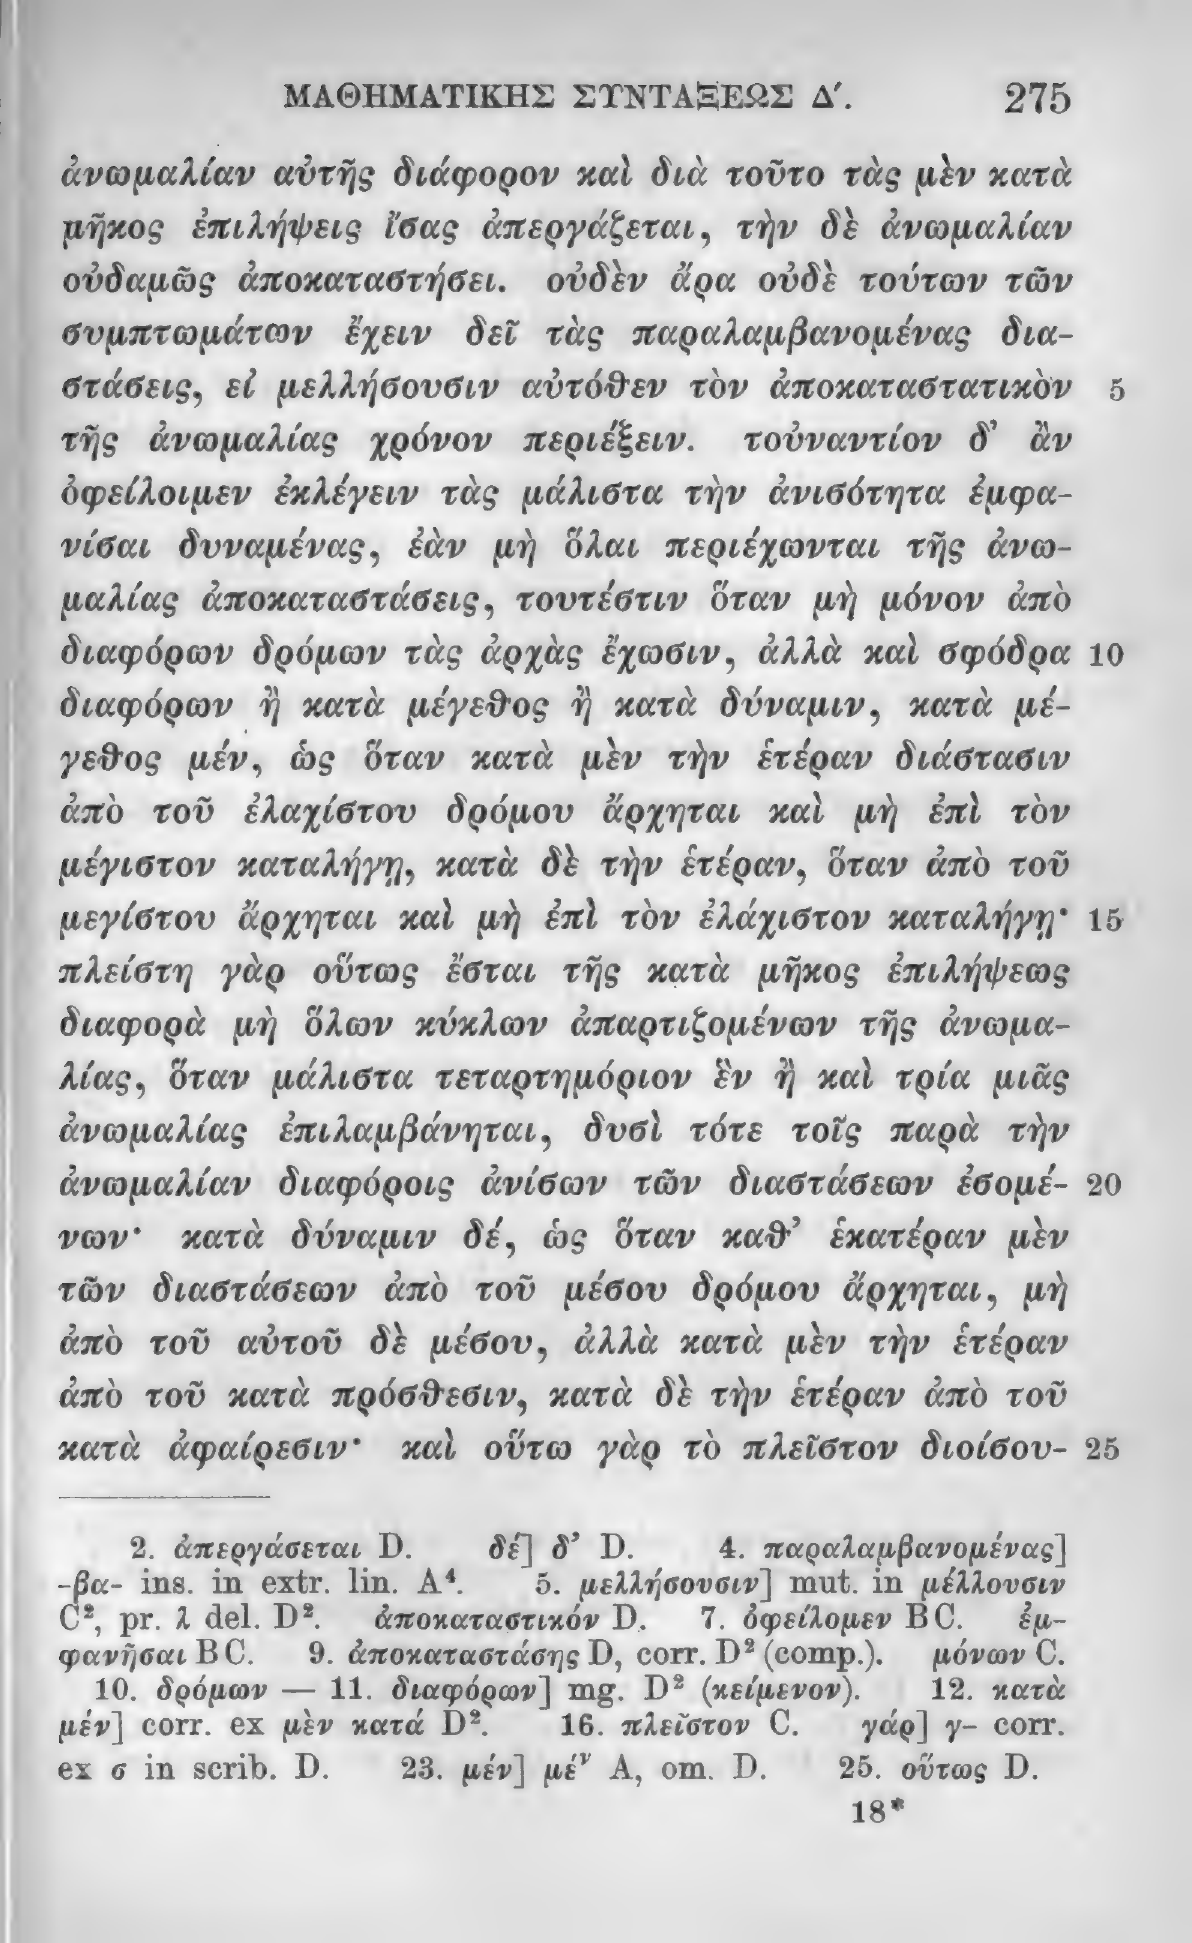 ΜΑΘΗΜΑΤΙΚΗΣ ΣΥΝΤΑΞΕΩΣ Δʹ. 275
ἀνωμαλίαν αὐτῆς διάφορον καὶ διὰ τοῦτο τὰς μὲν κατὰ
μῆκος ἐπιλήψεις ἴσας ἀπεργάζεται, τὴν δὲ ἀνωμαλίαν
οὐδαμῶς ἀποκαταστήσει. οὐδὲν ἄρα οὐδὲ τούτων τῶν
συμπτωμάτων ἔχειν δεῖ τὰς παραλαμβανομένας δια-
στάσεις, εἰ μελλήσουσιν αὐτόθεν τὸν ἀποκαταστατικὸν 5
τῆς ἀνωμαλίας χρόνον περιέξειν. τοὐναντίον δ’ ἂν
ὀφείλοιμεν ἐκλέγειν τὰς μάλιστα τὴν ἀνισότητα ἐμφα-
νίσαι δυναμένας, ἐὰν μὴ ὅλαι περιέχωνται τῆς ἀνω-
μαλίας ἀποκαταστάσεις, τουτέστιν ὅταν μὴ μόνον ἀπὸ
διαφόρων δρόμων τὰς ἀρχὰς ἔχωσιν, ἀλλὰ καὶ σφόδρα 10
διαφόρων ἢ κατὰ μέγεθος ἢ κατὰ δύναμιν, κατὰ μέ-
γεθος μέν, ὡς ὅταν κατὰ μὲν τὴν ἑτέραν διάστασιν
ἀπὸ τοῦ ἐλαχίστου δρόμου ἄρχηται καὶ μὴ ἐπὶ τὸν
μέγιστον καταλήγῃ, κατὰ δὲ τὴν ἑτέραν, ὅταν ἀπὸ τοῦ
μεγίστου ἄρχηται καὶ μὴ ἐπὶ τὸν ἐλάχιστον καταλήγῃ· 15
πλείστη γὰρ οὕτως ἔσται τῆς κατὰ μῆκος ἐπιλήψεως
διαφορὰ μὴ ὅλων κύκλων ἀπαρτιζομένων τῆς ἀνωμα-
λίας, ὅταν μάλιστα τεταρτημόριον ἓν ἢ καὶ τρία μιᾶς
ἀνωμαλίας ἐπιλαμβάνηται, δυσὶ τότε τοῖς παρὰ τὴν
ἀνωμαλίαν διαφόροις ἀνίσων τῶν διαστάσεων ἐσομέ- 20
νων· κατὰ δύναμιν δέ, ὡς ὅταν καθ’ ἑκατέραν μὲν
τῶν διαστάσεων ἀπὸ τοῦ μέσου δρόμου ἄρχηται, μὴ
ἀπὸ τοῦ αὐτοῦ δὲ μέσου, ἀλλὰ κατὰ μὲν τὴν ἑτέραν
ἀπὸ τοῦ κατὰ πρόσθεσιν, κατὰ δὲ τὴν ἑτέραν ἀπὸ τοῦ
κατὰ ἀφαίρεσιν· καὶ οὕτω γὰρ τὸ πλεῖστον διοίσου- 25
2. ἀπεργάσεται D. δέ] δ’ D. 4. παραλαμβανομένας]
-βα- ins. in extr. lin. A⁴. 5. μελλήσουσιν] mut. in μέλλουσιν
C², pr. λ del. D². ἀποκαταστικόν D. 7. ὀφείλομεν BC. ἐμ-
φανῆσαι BC. 9. ἀποκαταστάσης D, corr. D² (comp.). μόνων C.
10. δρόμων — 11. διαφόρων] mg. D² (κείμενον). 12. κατὰ
μέν] corr. ex μὲν κατά D². 16. πλεῖστον C. γάρ] γ- corr.
ex σ in scrib. D. 23. μέν] μέᵛ A, om. D. 25. οὕτως D.
18*